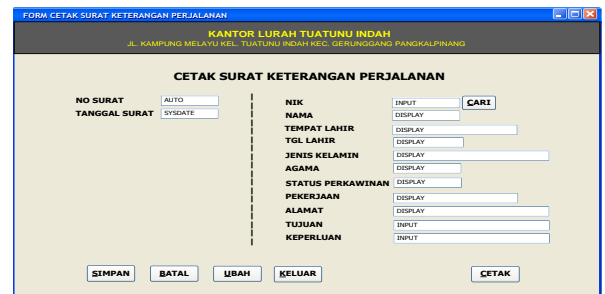 FORM CETAK SURAT KETERANGAN PERJALANAN
KANTOR LURAH TUATUNU INDAH
JL. KAMPUNG MELAYU KEL. TUATUNU INDAH KEC. GERUNGGANG PANGKALPINANG
CETAK SURAT KETERANGAN PERJALANAN
NO SURAT AUTO
TANGGAL SURAT SYSDATE
NIK INPUT CARI
NAMA DISPLAY
TEMPAT LAHIR DISPLAY
TGL LAHIR DISPLAY
JENIS KELAMIN DISPLAY
AGAMA DISPLAY
STATUS PERKAWINAN DISPLAY
PEKERJAAN DISPLAY
ALAMAT DISPLAY
TUJUAN INPUT
KEPERLUAN INPUT
SIMPAN BATAL UBAH KELUAR CETAK